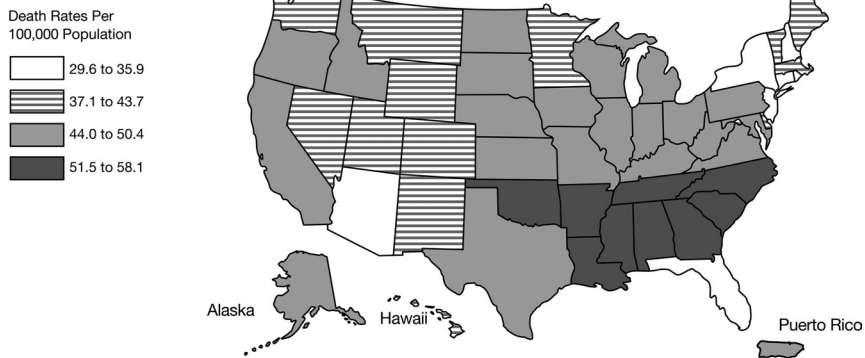 Death Rates Per
100,000 Population
29.6 to 35.9
37.1 to 43.7
44.0 to 50.4
51.5 to 58.1
Alaska
Hawaii
Puerto Rico